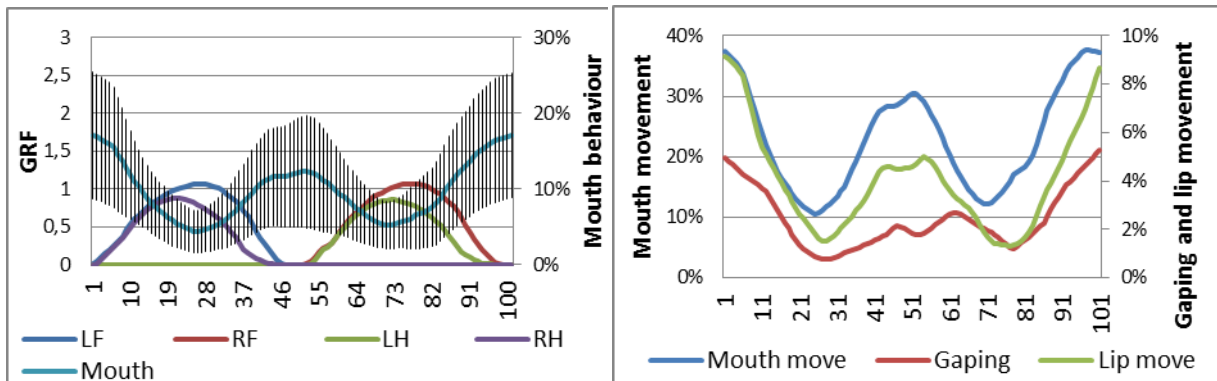 GRF
3
2,5
2
1,5
1
0,5
0
30%
20%
10%
0%
Mouth behaviour
1 10 19 28 37 46 55 64 73 82 91 100
LF RF LH RH
Mouth
Mouth movement
40%
30%
20%
10%
0%
10%
8%
6%
4%
2%
0%
Gaping and lip movement
1 11 21 31 41 51 61 71 81 91 101
Mouth move Gaping Lip move